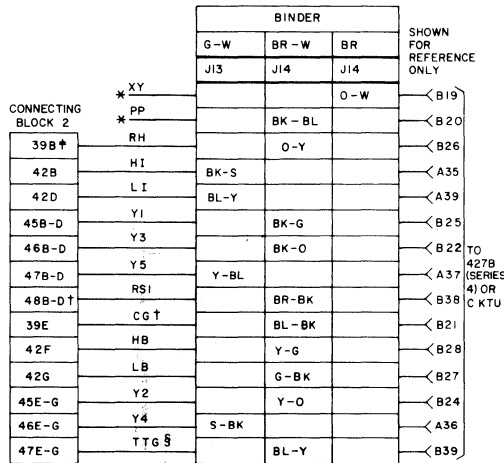 BINDER
G-W BR-W BR SHOWN FOR REFERENCE ONLY
J13 J14 J14
* XY O-W B19
CONNECTING BLOCK 2
* PP BK-BL B20
39B‡ RH O-Y B26
42B HI BK-S A35
42D LI BL-Y A39
45B-D Y1 BK-G B25
46B-D Y3 BK-O B22
TO 427B (SERIES 4) OR C KTU
47B-D Y5 Y-BL A37
48B-D† RS1 BR-BK B38
39E CG† BL-BK B21
42F HB Y-G B28
42G LB G-BK B27
45E-G Y2 Y-O B24
46E-G Y4 S-BK A36
47E-G TTG§ BL-Y B39